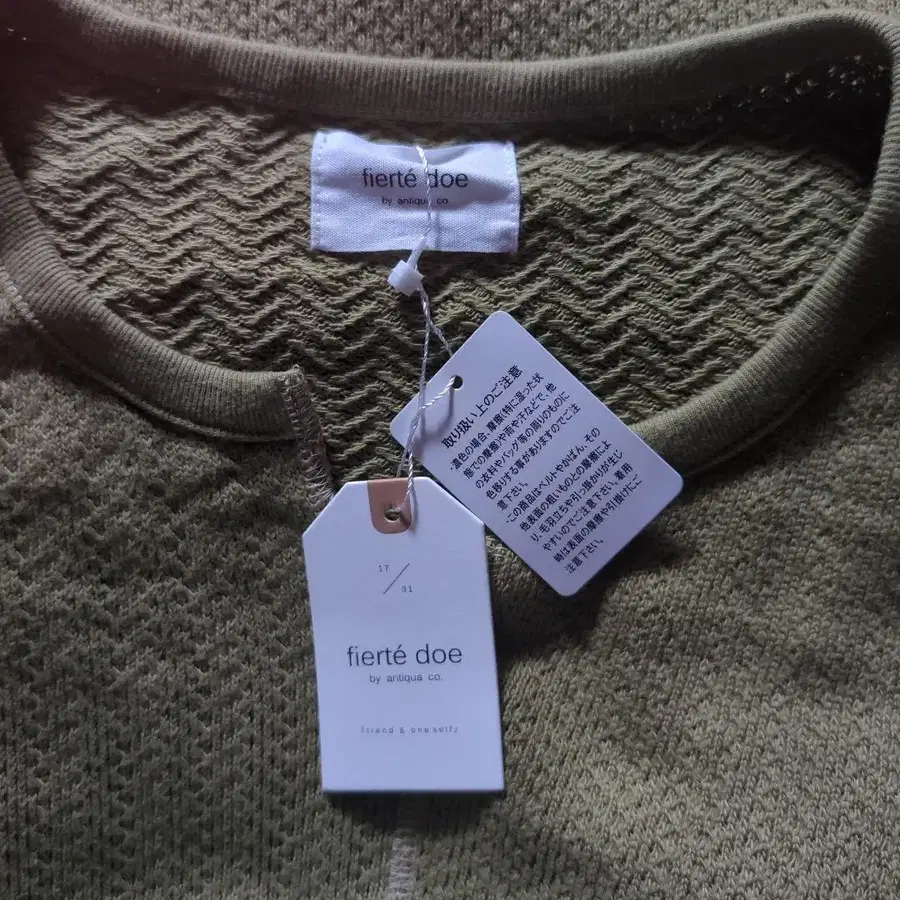 fierté doe
by antiqua co.
取り扱い上のご注意
·濃色の場合、摩擦(特に湿った状
態での摩擦)や雨や汗などで、他
の衣料やバッグ等の周りのものに
色移りする事がありますのでご注
意下さい。
·この商品はベルトやかばん、その
他表面の粗いものとの摩擦によ
り、毛羽立ちや引っ掛かりが生じ
やすいのでご注意下さい。着用
時は表面の摩擦や引掛けにご
注意下さい。
17
31
fierté doe
by antiqua co.
firend & oneself;